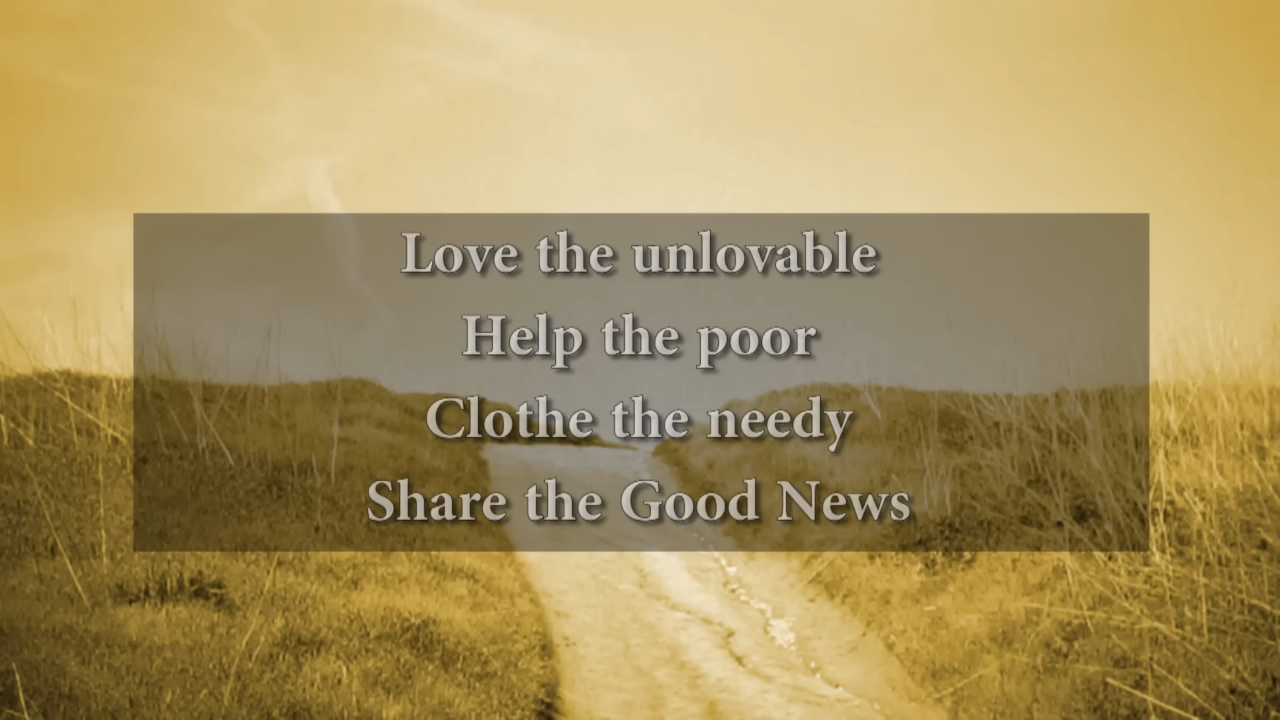 Love the unlovable
Help the poor
Clothe the needy
Share the Good News